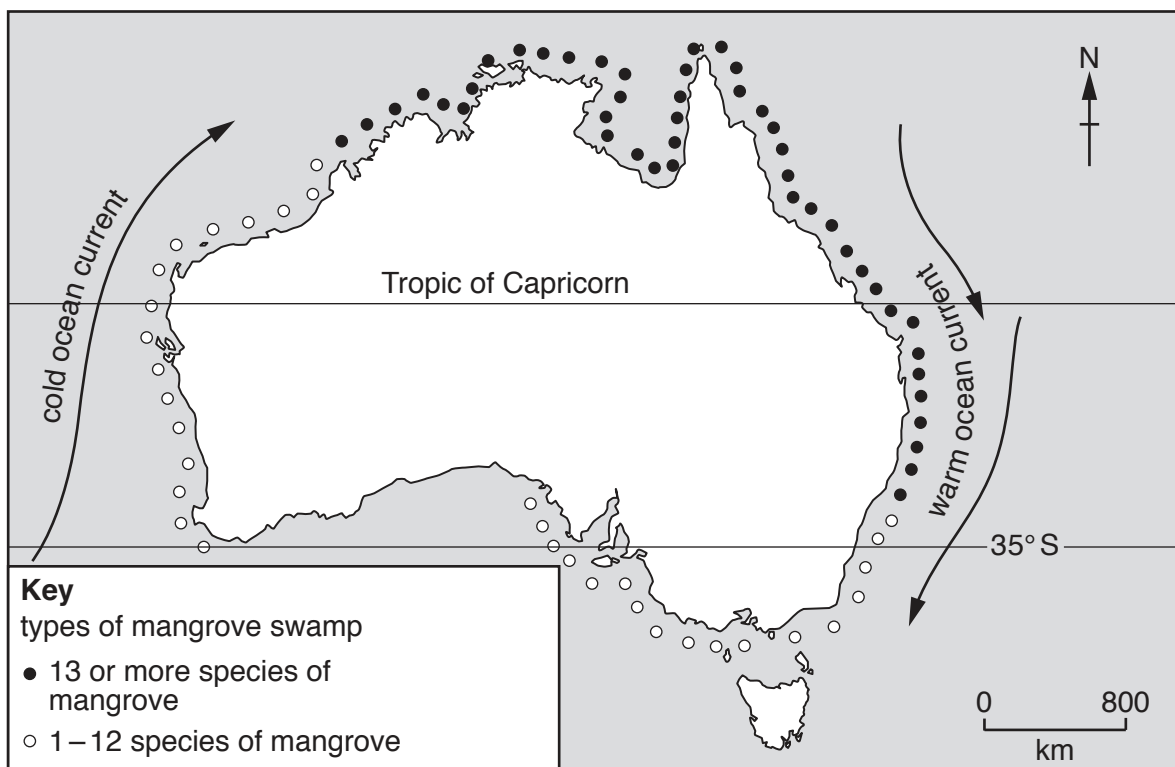 N
cold ocean current
Tropic of Capricorn
warm ocean current
35° S
Key
types of mangrove swamp
13 or more species of
mangrove
1–12 species of mangrove
0 800
km